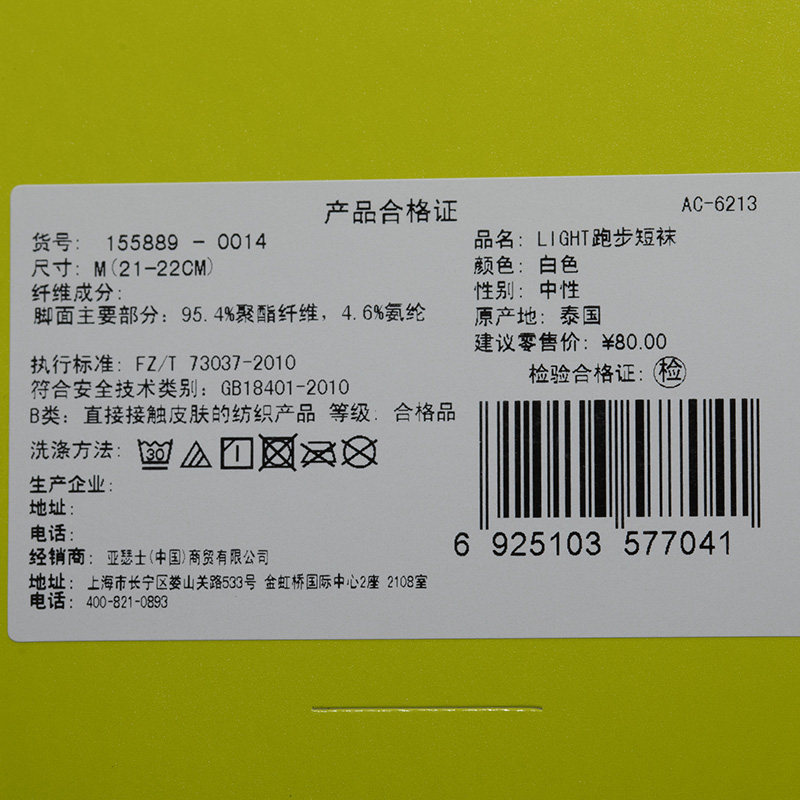 产品合格证
AC-6213
货号: 155889 - 0014
尺寸: M(21-22CM)
纤维成分:
脚面主要部分: 95.4%聚酯纤维, 4.6%氨纶
执行标准: FZ/T 73037-2010
符合安全技术类别: GB18401-2010
B类: 直接接触皮肤的纺织产品 等级: 合格品
洗涤方法: 30
生产企业:
地址:
电话:
经销商: 亚瑟士(中国)商贸有限公司
地址: 上海市长宁区娄山关路533号 金虹桥国际中心2座 2108室
电话: 400-821-0893
品名: LIGHT跑步短袜
颜色: 白色
性别: 中性
原产地: 泰国
建议零售价: ¥80.00
检验合格证: 检
6 925103 577041